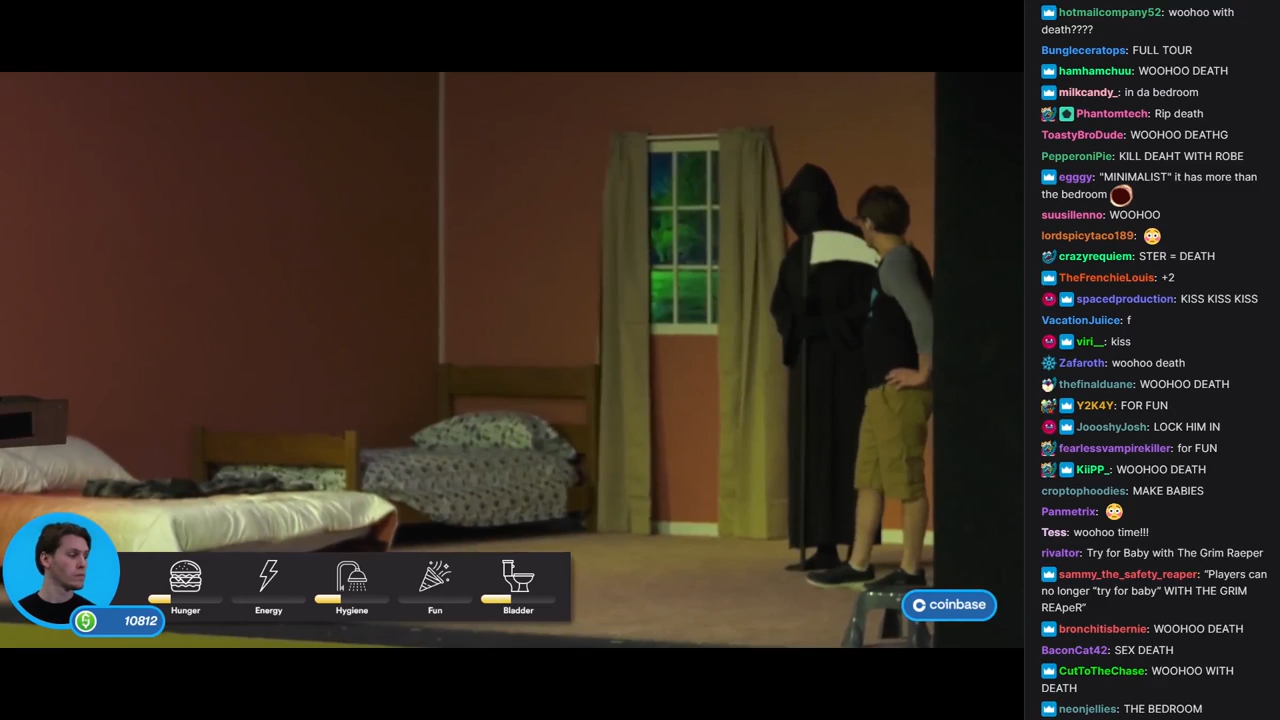 hotmailcompany52: woohoo with
death????
Bungleceratops: FULL TOUR
hamhamchuu: WOOHOO DEATH
milkcandy_: in da bedroom
Phantomtech: Rip death
ToastyBroDude: WOOHOO DEATHG
PepperoniPie: KILL DEAHT WITH ROBE
egggy: "MINIMALIST" it has more than
the bedroom
suusillenno: WOOHOO
lordspicytaco189:
crazyrequiem: STER = DEATH
TheFrenchieLouis: +2
spacedproduction: KISS KISS KISS
VacationJuiice: f
viri__: kiss
Zafaroth: woohoo death
thefinalduane: WOOHOO DEATH
Y2K4Y: FOR FUN
JoooshyJosh: LOCK HIM IN
fearlessvampirekiller: for FUN
KiiPP_: WOOHOO DEATH
croptophoodies: MAKE BABIES
Panmetrix:
Tess: woohoo time!!!
rivaltor: Try for Baby with The Grim Raeper
sammy_the_safety_reaper: “Players can
no longer “try for baby” WITH THE GRIM
REApeR”
bronchitisbernie: WOOHOO DEATH
BaconCat42: SEX DEATH
CutToTheChase: WOOHOO WITH
DEATH
neonjellies: THE BEDROOM
Hunger
Energy
Hygiene
Fun
Bladder
10812
coinbase